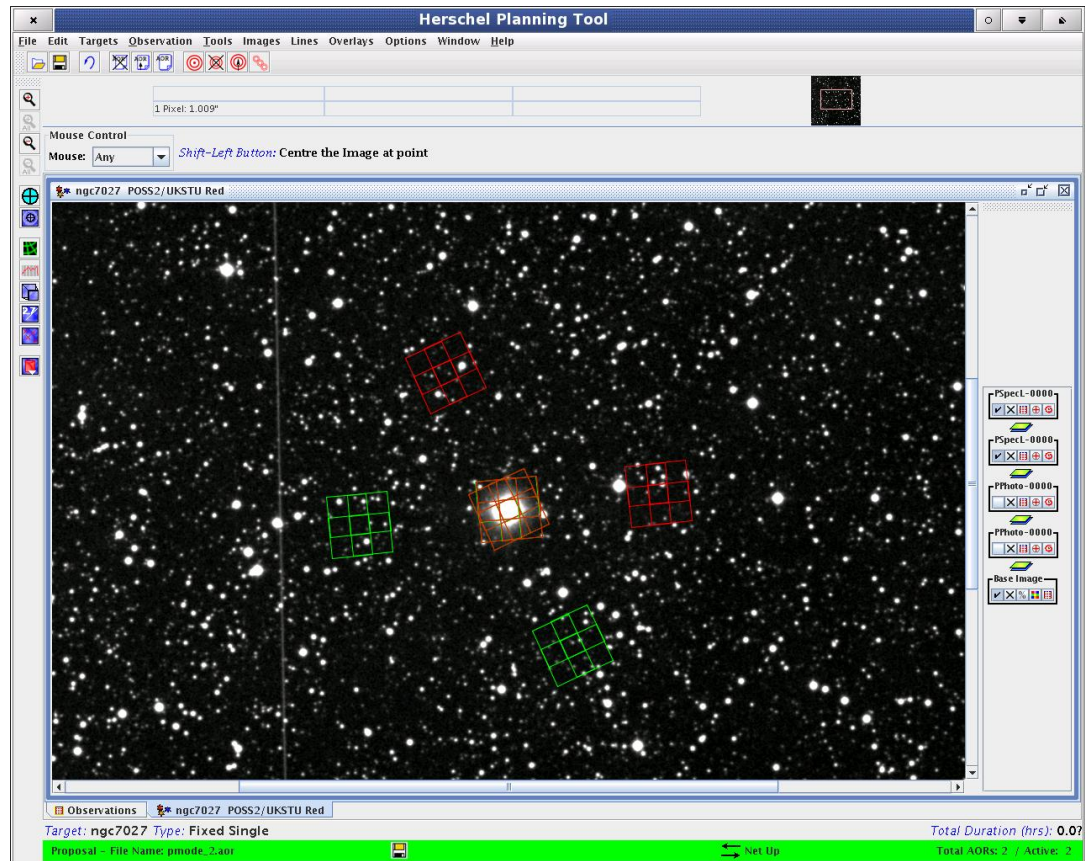 Herschel Planning Tool
File Edit Targets Observation Tools Images Lines Overlays Options Window Help
1 Pixel: 1.009"
Mouse Control
Mouse: Any Shift-Left Button: Centre the Image at point
ngc7027 POSS2/UKSTU Red
PSpecL-0000
PSpecL-0000
PPhoto-0000
PPhoto-0000
Base Image
Observations ngc7027 POSS2/UKSTU Red
Target: ngc7027 Type: Fixed Single Total Duration (hrs): 0.0?
Proposal - File Name: pmode_2.aor Net Up Total AORs: 2 / Active: 2